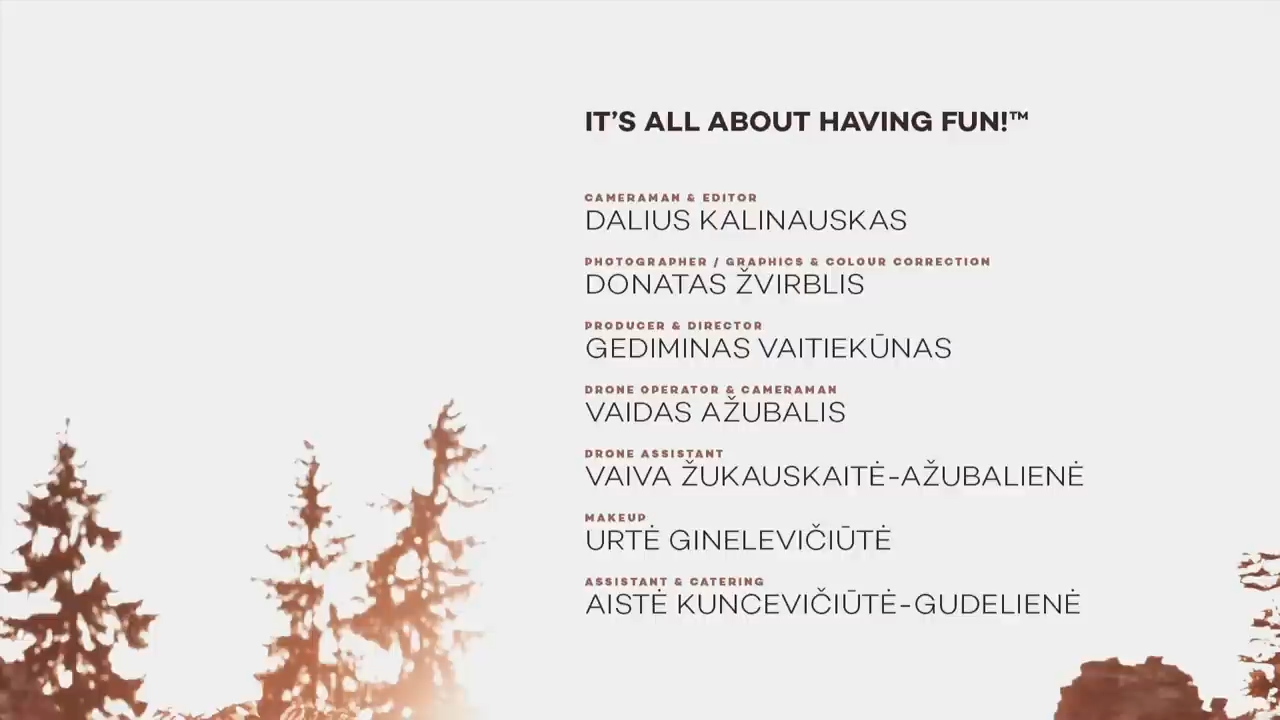 IT'S ALL ABOUT HAVING FUN!™
CAMERAMAN & EDITOR
DALIUS KALINAUSKAS
PHOTOGRAPHER / GRAPHICS & COLOUR CORRECTION
DONATAS ŽVIRBLIS
PRODUCER & DIRECTOR
GEDIMINAS VAITIEKŪNAS
DRONE OPERATOR & CAMERAMAN
VAIDAS AŽUBALIS
DRONE ASSISTANT
VAIVA ŽUKAUSKAITĖ-AŽUBALIENĖ
MAKEUP
URTĖ GINELEVIČIŪTĖ
ASSISTANT & CATERING
AISTĖ KUNCEVIČIŪTĖ-GUDELIENĖ